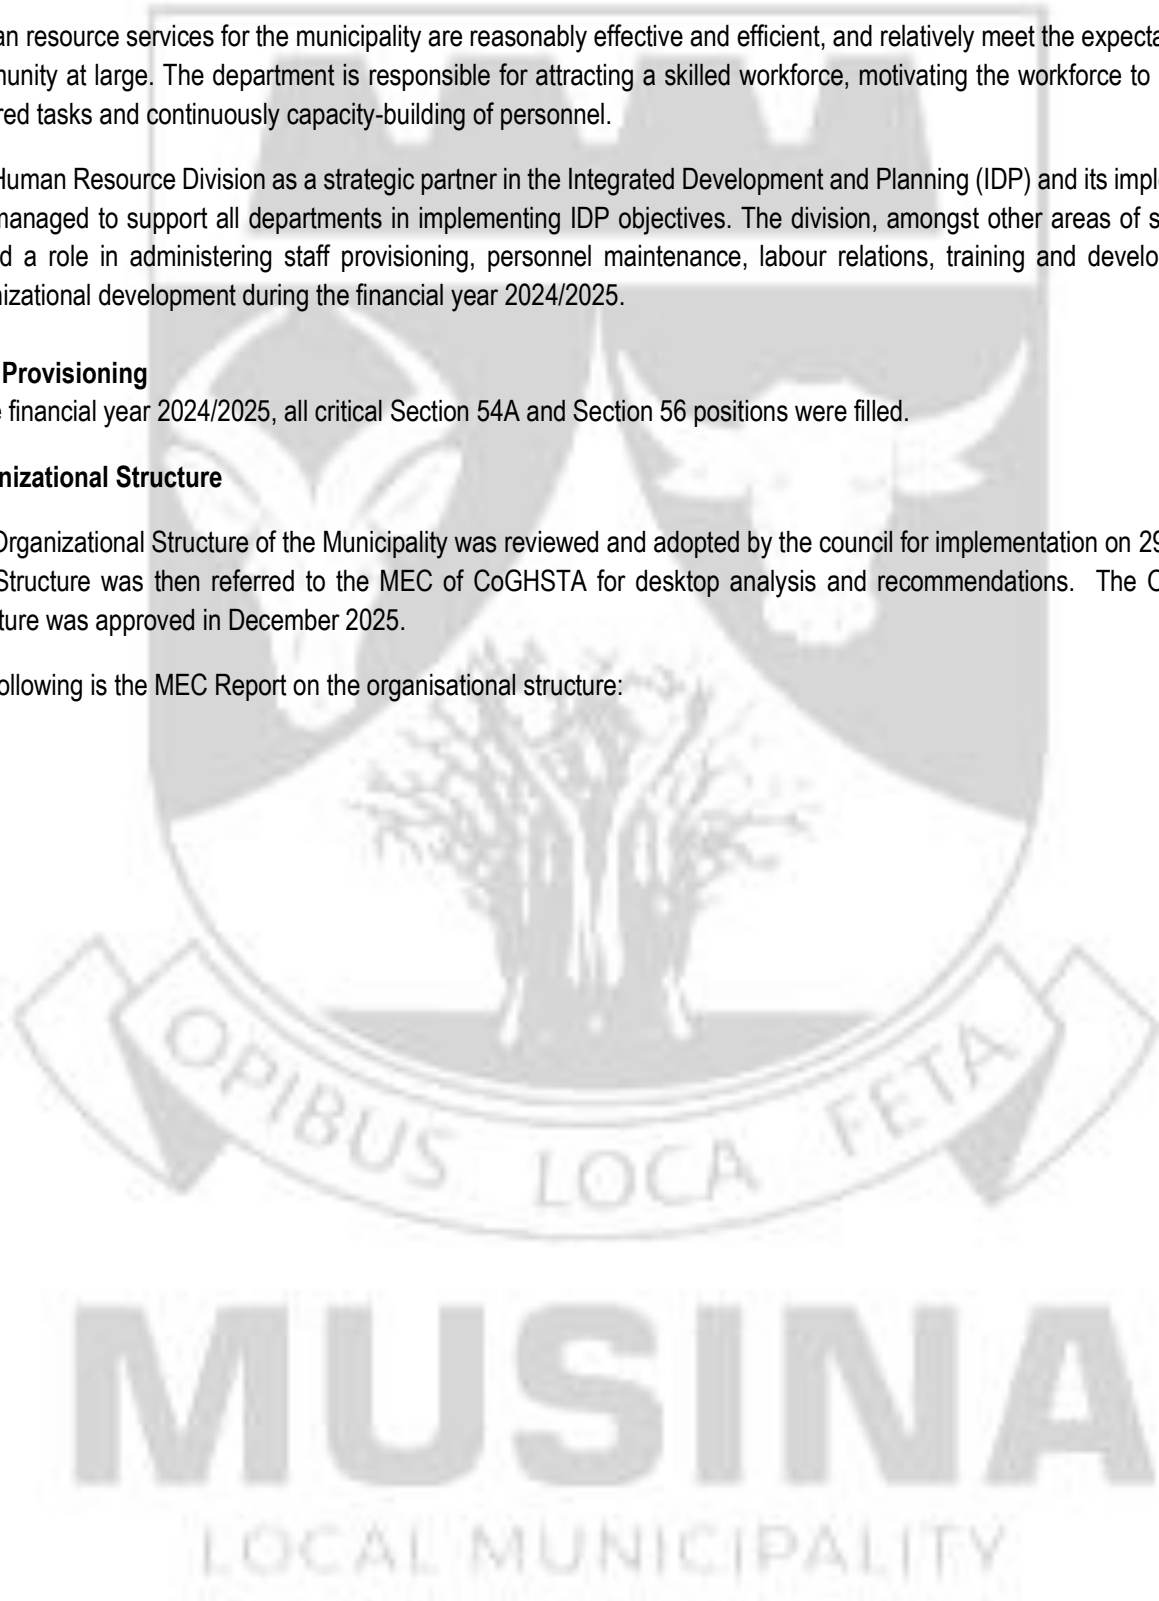 an resource services for the municipality are reasonably effective and efficient, and relatively meet the expecta
unity at large. The department is responsible for attracting a skilled workforce, motivating the workforce to
red tasks and continuously capacity-building of personnel.
Human Resource Division as a strategic partner in the Integrated Development and Planning (IDP) and its impl
managed to support all departments in implementing IDP objectives. The division, amongst other areas of s
d a role in administering staff provisioning, personnel maintenance, labour relations, training and develo
nizational development during the financial year 2024/2025.
Provisioning
financial year 2024/2025, all critical Section 54A and Section 56 positions were filled.
nizational Structure
Organizational Structure of the Municipality was reviewed and adopted by the council for implementation on 29
Structure was then referred to the MEC of CoGHSTA for desktop analysis and recommendations. The O
ture was approved in December 2025.
ollowing is the MEC Report on the organisational structure:
OPIBUS LOCA FETA
MUSINA
LOCAL MUNICIPALITY